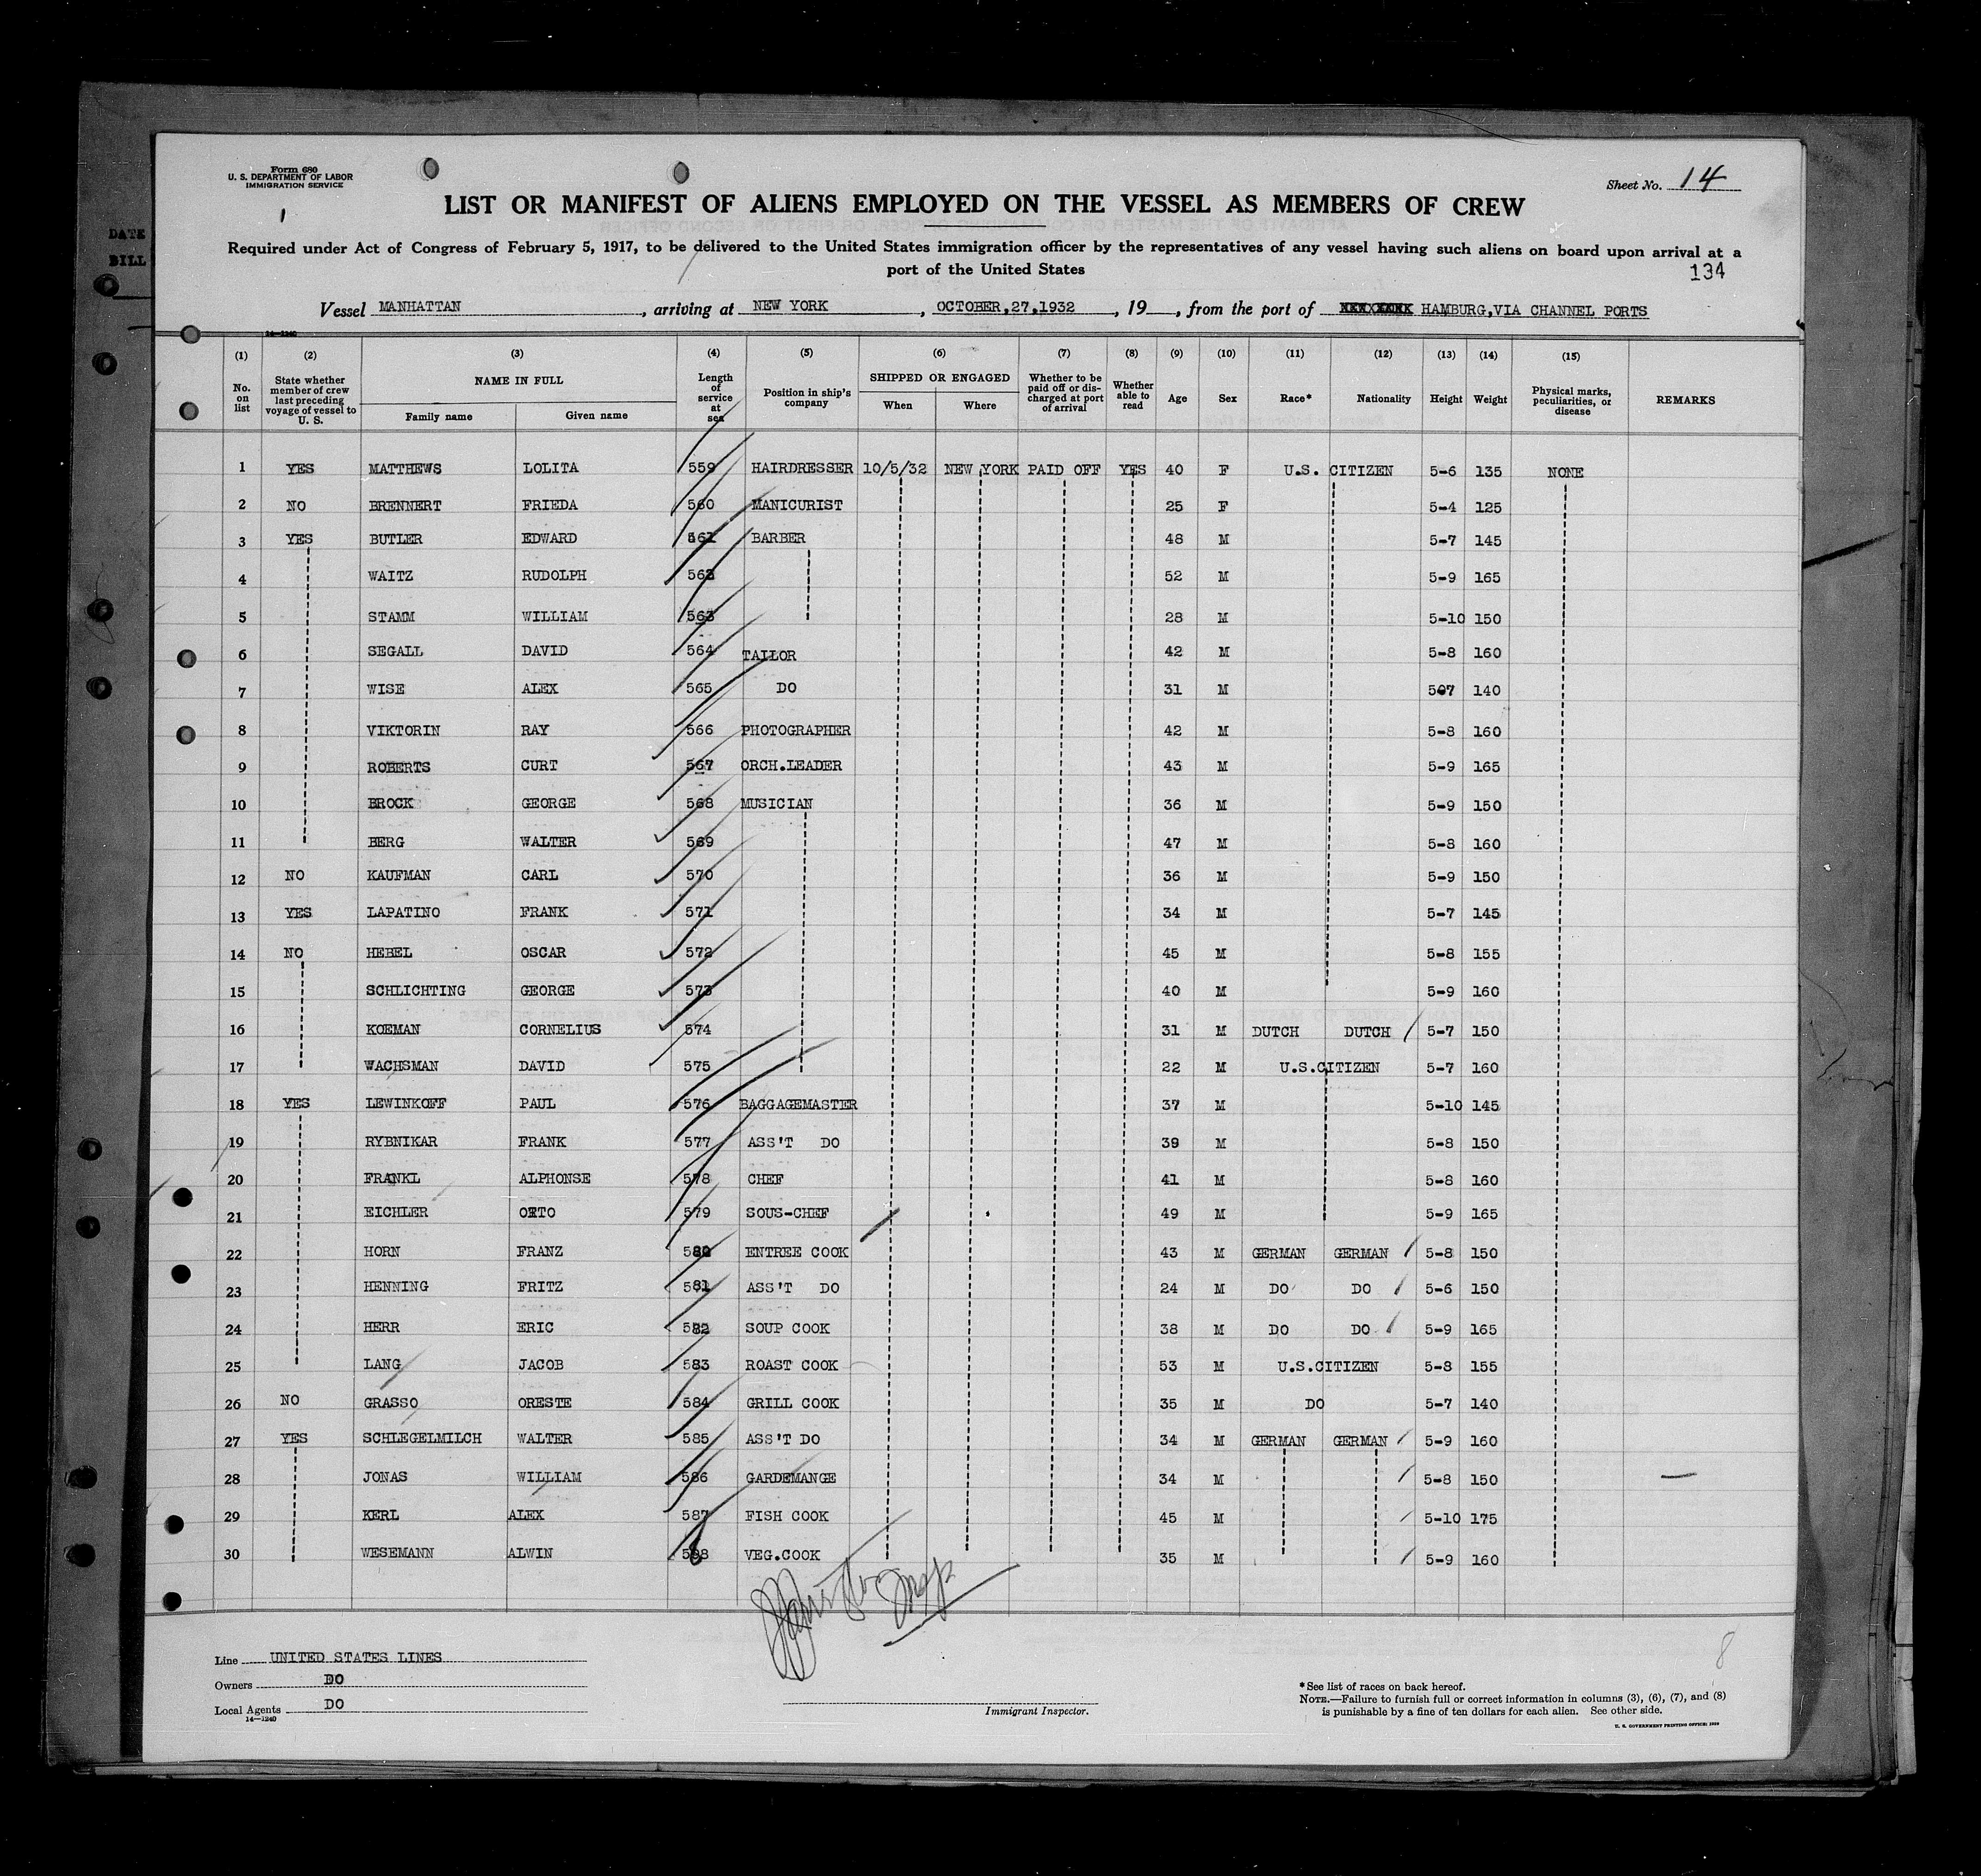 Form 680
U. S. DEPARTMENT OF LABOR
IMMIGRATION SERVICE
Sheet No. 14
LIST OR MANIFEST OF ALIENS EMPLOYED ON THE VESSEL AS MEMBERS OF CREW
Required under Act of Congress of February 5, 1917, to be delivered to the United States immigration officer by the representatives of any vessel having such aliens on board upon arrival at a
port of the United States
134
DATE
BILL
Vessel MANHATTAN, arriving at NEW YORK, OCTOBER,27,1932, 19, from the port of HAMBURG,VIA CHANNEL PORTS
14-1240
(1) (2) (3) (4) (5) (6) (7) (8) (9) (10) (11) (12) (13) (14) (15)
No. on list
State whether member of crew last preceding voyage of vessel to U. S.
NAME IN FULL
Family name Given name
Length of service at sea
Position in ship's company
SHIPPED OR ENGAGED
When Where
Whether to be paid off or discharged at port of arrival
Whether able to read
Age
Sex
Race*
Nationality
Height
Weight
Physical marks, peculiarities, or disease
REMARKS
1 YES MATTHEWS LOLITA 559 HAIRDRESSER 10/5/32 NEW YORK PAID OFF YES 40 F U.S. CITIZEN 5-6 135 NONE
2 NO BRENNERT FRIEDA 560 MANICURIST 25 F 5-4 125
3 YES BUTLER EDWARD 561 BARBER 48 M 5-7 145
4 WAITZ RUDOLPH 562 52 M 5-9 165
5 STAMM WILLIAM 563 28 M 5-10 150
6 SEGALL DAVID 564 TAILOR 42 M 5-8 160
7 WISE ALEX 565 DO 31 M 507 140
8 VIKTORIN RAY 566 PHOTOGRAPHER 42 M 5-8 160
9 ROBERTS CURT 567 ORCH.LEADER 43 M 5-9 165
10 BROCK GEORGE 568 MUSICIAN 36 M 5-9 150
11 BERG WALTER 569 47 M 5-8 160
12 NO KAUFMAN CARL 570 36 M 5-9 150
13 YES LAPATINO FRANK 571 34 M 5-7 145
14 NO HEBEL OSCAR 572 45 M 5-8 155
15 SCHLICHTING GEORGE 573 40 M 5-9 160
16 KOEMAN CORNELIUS 574 31 M DUTCH DUTCH 5-7 150
17 WACHSMAN DAVID 575 22 M U.S.CITIZEN 5-7 160
18 YES LEWINKOFF PAUL 576 BAGGAGEMASTER 37 M 5-10 145
19 RYBNIKAR FRANK 577 ASS'T DO 39 M 5-8 150
20 FRANKL ALPHONSE 578 CHEF 41 M 5-8 160
21 EICHLER OTTO 579 SOUS-CHEF 49 M 5-9 165
22 HORN FRANZ 580 ENTREE COOK 43 M GERMAN GERMAN 5-8 150
23 HENNING FRITZ 581 ASS'T DO 24 M DO DO 5-6 150
24 HERR ERIC 582 SOUP COOK 38 M DO DO 5-9 165
25 LANG JACOB 583 ROAST COOK 53 M U.S.CITIZEN 5-8 155
26 NO GRASSO ORESTE 584 GRILL COOK 35 M DO 5-7 140
27 YES SCHLEGELMILCH WALTER 585 ASS'T DO 34 M GERMAN GERMAN 5-9 160
28 JONAS WILLIAM 586 GARDEMANGE 34 M 5-8 150
29 KERL ALEX 587 FISH COOK 45 M 5-10 175
30 WESEMANN ALWIN 588 VEG.COOK 35 M 5-9 160
Line UNITED STATES LINES
Owners DO
Local Agents DO
14-1240
Insp
Immigrant Inspector.
8
*See list of races on back hereof.
NOTE.—Failure to furnish full or correct information in columns (3), (6), (7), and (8)
is punishable by a fine of ten dollars for each alien. See other side.
U. S. GOVERNMENT PRINTING OFFICE: 1929